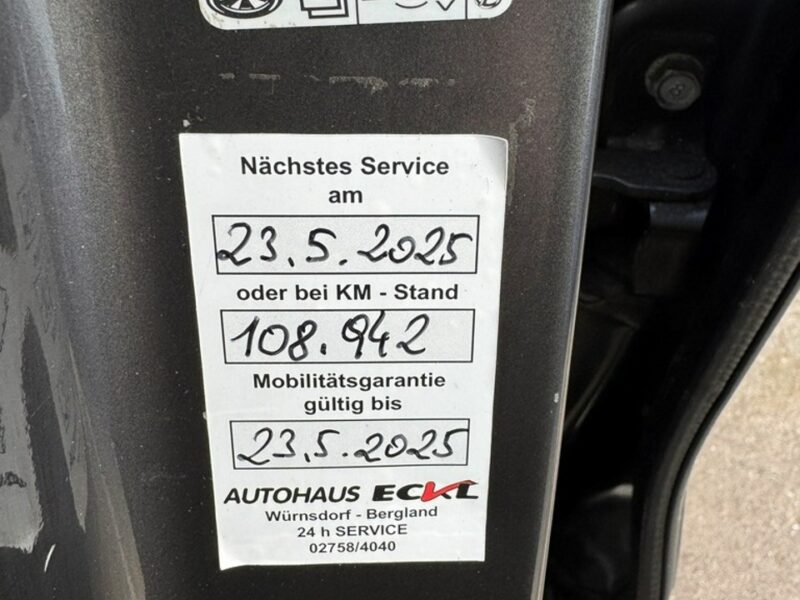 Nächstes Service
am
23.5.2025
oder bei KM - Stand
108.942
Mobilitätsgarantie
gültig bis
23.5.2025
AUTOHAUS ECKL
Würnsdorf - Bergland
24 h SERVICE
02758/4040